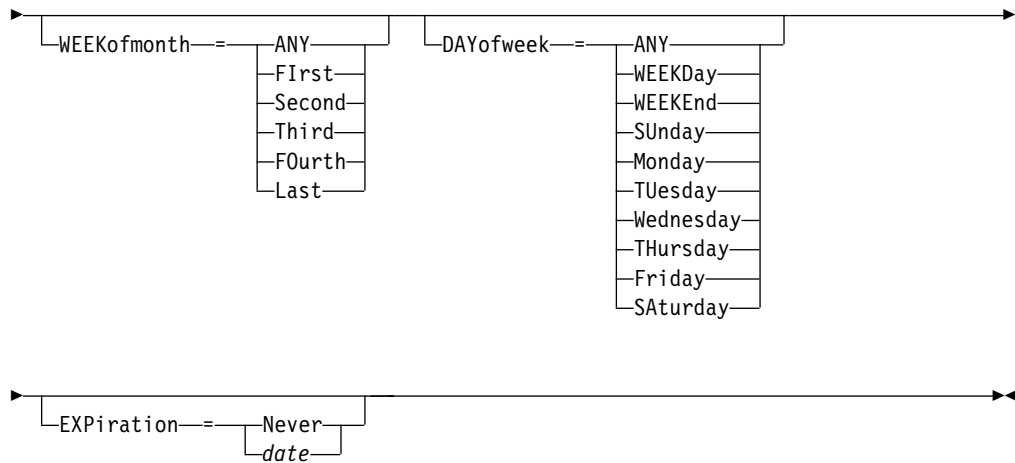 WEEKofmonth = ANY DAYofweek = ANY
FIrst WEEKDay
Second WEEKEnd
Third SUnday
FOurth Monday
Last TUesday
Wednesday
THursday
Friday
SAturday
EXPiration = Never
date